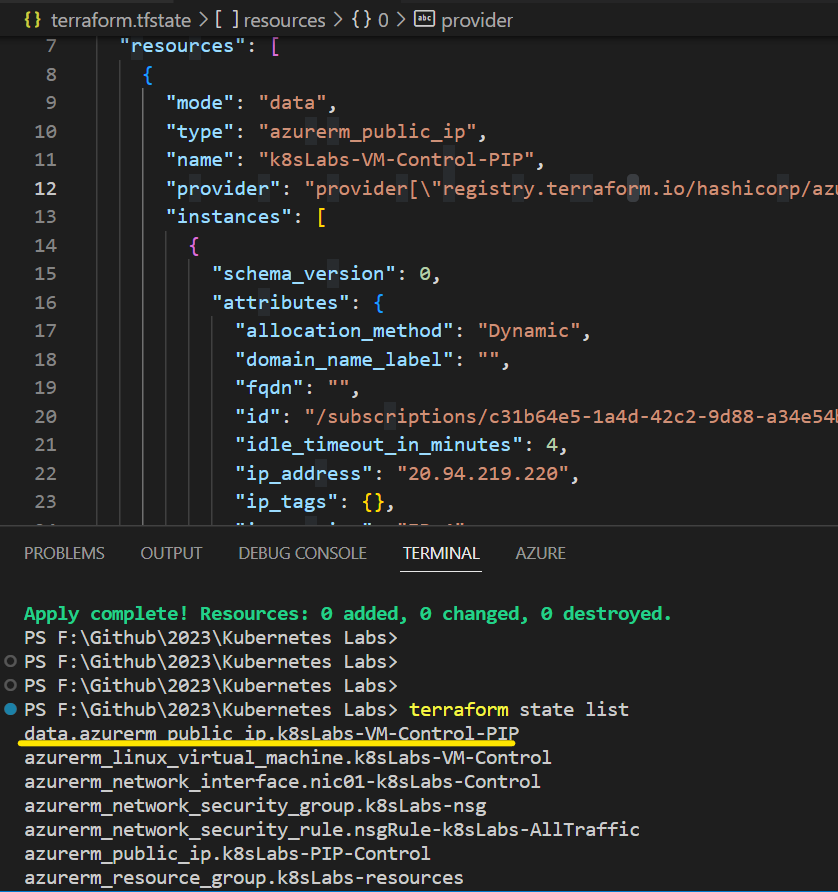 {} terraform.tfstate > [ ] resources > {} 0 > abc provider
7 "resources": [
8 {
9 "mode": "data",
10 "type": "azurerm_public_ip",
11 "name": "k8sLabs-VM-Control-PIP",
12 "provider": "provider[\"registry.terraform.io/hashicorp/azu
13 "instances": [
14 {
15 "schema_version": 0,
16 "attributes": {
17 "allocation_method": "Dynamic",
18 "domain_name_label": "",
19 "fqdn": "",
20 "id": "/subscriptions/c31b64e5-1a4d-42c2-9d88-a34e54b
21 "idle_timeout_in_minutes": 4,
22 "ip_address": "20.94.219.220",
23 "ip_tags": {},
PROBLEMS OUTPUT DEBUG CONSOLE TERMINAL AZURE
Apply complete! Resources: 0 added, 0 changed, 0 destroyed.
PS F:\Github\2023\Kubernetes Labs>
PS F:\Github\2023\Kubernetes Labs>
PS F:\Github\2023\Kubernetes Labs>
PS F:\Github\2023\Kubernetes Labs> terraform state list
data.azurerm_public_ip.k8sLabs-VM-Control-PIP
azurerm_linux_virtual_machine.k8sLabs-VM-Control
azurerm_network_interface.nic01-k8sLabs-Control
azurerm_network_security_group.k8sLabs-nsg
azurerm_network_security_rule.nsgRule-k8sLabs-AllTraffic
azurerm_public_ip.k8sLabs-PIP-Control
azurerm_resource_group.k8sLabs-resources